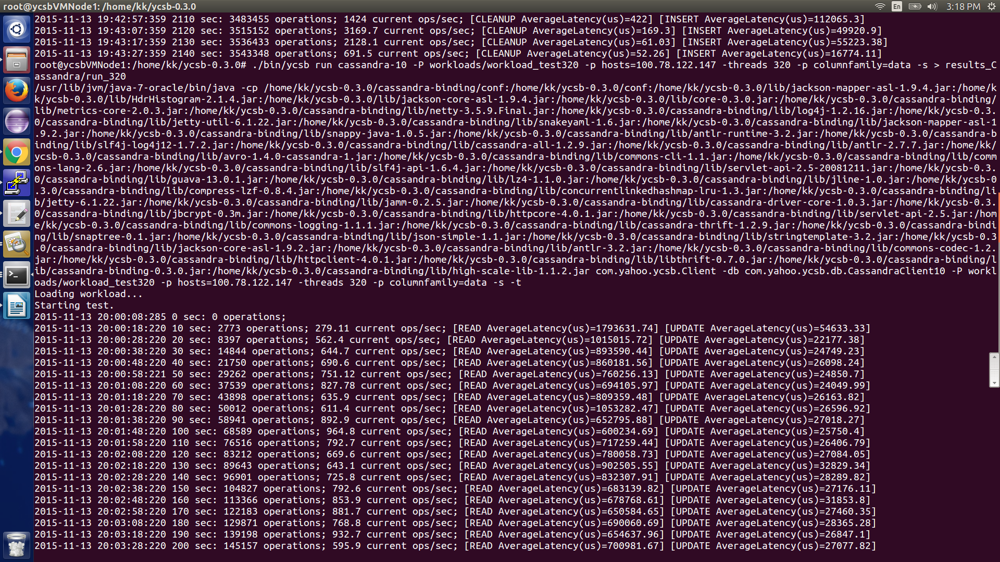 root@ycsbVMNode1: /home/kk/ycsb-0.3.0
En
3:18 PM
2015-11-13 19:42:57:359 2110 sec: 3483455 operations; 1424 current ops/sec; [CLEANUP AverageLatency(us)=422] [INSERT AverageLatency(us)=112065.3]
2015-11-13 19:43:07:359 2120 sec: 3515152 operations; 3169.7 current ops/sec; [CLEANUP AverageLatency(us)=169.3] [INSERT AverageLatency(us)=49920.9]
2015-11-13 19:43:17:359 2130 sec: 3536433 operations; 2128.1 current ops/sec; [CLEANUP AverageLatency(us)=61.03] [INSERT AverageLatency(us)=55223.38]
2015-11-13 19:43:27:359 2140 sec: 3543348 operations; 691.5 current ops/sec; [CLEANUP AverageLatency(us)=52.26] [INSERT AverageLatency(us)=16774.11]
root@ycsbVMNode1:/home/kk/ycsb-0.3.0# ./bin/ycsb run cassandra-10 -P workloads/workload_test320 -p hosts=100.78.122.147 -threads 320 -p columnfamily=data -s > results_C
assandra/run_320
/usr/lib/jvm/java-7-oracle/bin/java -cp /home/kk/ycsb-0.3.0/cassandra-binding/conf:/home/kk/ycsb-0.3.0/conf:/home/kk/ycsb-0.3.0/lib/jackson-mapper-asl-1.9.4.jar:/home/k
k/ycsb-0.3.0/lib/HdrHistogram-2.1.4.jar:/home/kk/ycsb-0.3.0/lib/jackson-core-asl-1.9.4.jar:/home/kk/ycsb-0.3.0/lib/core-0.3.0.jar:/home/kk/ycsb-0.3.0/cassandra-binding/
lib/metrics-core-2.0.3.jar:/home/kk/ycsb-0.3.0/cassandra-binding/lib/netty-3.5.9.Final.jar:/home/kk/ycsb-0.3.0/cassandra-binding/lib/log4j-1.2.16.jar:/home/kk/ycsb-0.3.
0/cassandra-binding/lib/jetty-util-6.1.22.jar:/home/kk/ycsb-0.3.0/cassandra-binding/lib/snakeyaml-1.6.jar:/home/kk/ycsb-0.3.0/cassandra-binding/lib/jackson-mapper-asl-1
.9.2.jar:/home/kk/ycsb-0.3.0/cassandra-binding/lib/snappy-java-1.0.5.jar:/home/kk/ycsb-0.3.0/cassandra-binding/lib/antlr-runtime-3.2.jar:/home/kk/ycsb-0.3.0/cassandra-b
inding/lib/slf4j-log4j12-1.7.2.jar:/home/kk/ycsb-0.3.0/cassandra-binding/lib/cassandra-all-1.2.9.jar:/home/kk/ycsb-0.3.0/cassandra-binding/lib/antlr-2.7.7.jar:/home/kk/
ycsb-0.3.0/cassandra-binding/lib/avro-1.4.0-cassandra-1.jar:/home/kk/ycsb-0.3.0/cassandra-binding/lib/commons-cli-1.1.jar:/home/kk/ycsb-0.3.0/cassandra-binding/lib/comm
ons-lang-2.6.jar:/home/kk/ycsb-0.3.0/cassandra-binding/lib/slf4j-api-1.6.4.jar:/home/kk/ycsb-0.3.0/cassandra-binding/lib/servlet-api-2.5-20081211.jar:/home/kk/ycsb-0.3.
0/cassandra-binding/lib/guava-13.0.1.jar:/home/kk/ycsb-0.3.0/cassandra-binding/lib/lz4-1.1.0.jar:/home/kk/ycsb-0.3.0/cassandra-binding/lib/jline-1.0.jar:/home/kk/ycsb-0
.3.0/cassandra-binding/lib/compress-lzf-0.8.4.jar:/home/kk/ycsb-0.3.0/cassandra-binding/lib/concurrentlinkedhashmap-lru-1.3.jar:/home/kk/ycsb-0.3.0/cassandra-binding/li
b/jetty-6.1.22.jar:/home/kk/ycsb-0.3.0/cassandra-binding/lib/jamm-0.2.5.jar:/home/kk/ycsb-0.3.0/cassandra-binding/lib/cassandra-driver-core-1.0.3.jar:/home/kk/ycsb-0.3.
0/cassandra-binding/lib/jbcrypt-0.3m.jar:/home/kk/ycsb-0.3.0/cassandra-binding/lib/httpcore-4.0.1.jar:/home/kk/ycsb-0.3.0/cassandra-binding/lib/servlet-api-2.5.jar:/hom
e/kk/ycsb-0.3.0/cassandra-binding/lib/commons-logging-1.1.1.jar:/home/kk/ycsb-0.3.0/cassandra-binding/lib/cassandra-thrift-1.2.9.jar:/home/kk/ycsb-0.3.0/cassandra-bindi
ng/lib/snaptree-0.1.jar:/home/kk/ycsb-0.3.0/cassandra-binding/lib/json-simple-1.1.jar:/home/kk/ycsb-0.3.0/cassandra-binding/lib/stringtemplate-3.2.jar:/home/kk/ycsb-0.3
.0/cassandra-binding/lib/jackson-core-asl-1.9.2.jar:/home/kk/ycsb-0.3.0/cassandra-binding/lib/antlr-3.2.jar:/home/kk/ycsb-0.3.0/cassandra-binding/lib/commons-codec-1.2.
jar:/home/kk/ycsb-0.3.0/cassandra-binding/lib/httpclient-4.0.1.jar:/home/kk/ycsb-0.3.0/cassandra-binding/lib/libthrift-0.7.0.jar:/home/kk/ycsb-0.3.0/cassandra-binding/l
ib/cassandra-binding-0.3.0.jar:/home/kk/ycsb-0.3.0/cassandra-binding/lib/high-scale-lib-1.1.2.jar com.yahoo.ycsb.Client -db com.yahoo.ycsb.db.CassandraClient10 -P workl
oads/workload_test320 -p hosts=100.78.122.147 -threads 320 -p columnfamily=data -s -t
Loading workload...
Starting test.
2015-11-13 20:00:08:285 0 sec: 0 operations;
2015-11-13 20:00:18:220 10 sec: 2773 operations; 279.11 current ops/sec; [READ AverageLatency(us)=1793631.74] [UPDATE AverageLatency(us)=54633.33]
2015-11-13 20:00:28:220 20 sec: 8397 operations; 562.4 current ops/sec; [READ AverageLatency(us)=1015015.72] [UPDATE AverageLatency(us)=22177.38]
2015-11-13 20:00:38:220 30 sec: 14844 operations; 644.7 current ops/sec; [READ AverageLatency(us)=893590.44] [UPDATE AverageLatency(us)=24749.23]
2015-11-13 20:00:48:220 40 sec: 21750 operations; 690.6 current ops/sec; [READ AverageLatency(us)=860181.56] [UPDATE AverageLatency(us)=26098.24]
2015-11-13 20:00:58:221 50 sec: 29262 operations; 751.12 current ops/sec; [READ AverageLatency(us)=760256.13] [UPDATE AverageLatency(us)=24850.7]
2015-11-13 20:01:08:220 60 sec: 37539 operations; 827.78 current ops/sec; [READ AverageLatency(us)=694105.97] [UPDATE AverageLatency(us)=24049.99]
2015-11-13 20:01:18:220 70 sec: 43898 operations; 635.9 current ops/sec; [READ AverageLatency(us)=809359.48] [UPDATE AverageLatency(us)=26163.82]
2015-11-13 20:01:28:220 80 sec: 50012 operations; 611.4 current ops/sec; [READ AverageLatency(us)=1053282.47] [UPDATE AverageLatency(us)=26596.92]
2015-11-13 20:01:38:220 90 sec: 58941 operations; 892.9 current ops/sec; [READ AverageLatency(us)=652795.88] [UPDATE AverageLatency(us)=27018.27]
2015-11-13 20:01:48:220 100 sec: 68589 operations; 964.8 current ops/sec; [READ AverageLatency(us)=600234.69] [UPDATE AverageLatency(us)=25750.4]
2015-11-13 20:01:58:220 110 sec: 76516 operations; 792.7 current ops/sec; [READ AverageLatency(us)=717259.44] [UPDATE AverageLatency(us)=26406.79]
2015-11-13 20:02:08:220 120 sec: 83212 operations; 669.6 current ops/sec; [READ AverageLatency(us)=780058.73] [UPDATE AverageLatency(us)=27084.05]
2015-11-13 20:02:18:220 130 sec: 89643 operations; 643.1 current ops/sec; [READ AverageLatency(us)=902505.55] [UPDATE AverageLatency(us)=32829.34]
2015-11-13 20:02:28:220 140 sec: 96901 operations; 725.8 current ops/sec; [READ AverageLatency(us)=832307.91] [UPDATE AverageLatency(us)=28289.82]
2015-11-13 20:02:38:220 150 sec: 104827 operations; 792.6 current ops/sec; [READ AverageLatency(us)=683139.82] [UPDATE AverageLatency(us)=27176.11]
2015-11-13 20:02:48:220 160 sec: 113366 operations; 853.9 current ops/sec; [READ AverageLatency(us)=678768.61] [UPDATE AverageLatency(us)=31853.8]
2015-11-13 20:02:58:220 170 sec: 122183 operations; 881.7 current ops/sec; [READ AverageLatency(us)=650584.65] [UPDATE AverageLatency(us)=27460.35]
2015-11-13 20:03:08:220 180 sec: 129871 operations; 768.8 current ops/sec; [READ AverageLatency(us)=690060.69] [UPDATE AverageLatency(us)=28365.28]
2015-11-13 20:03:18:220 190 sec: 139198 operations; 932.7 current ops/sec; [READ AverageLatency(us)=654637.96] [UPDATE AverageLatency(us)=26847.1]
2015-11-13 20:03:28:220 200 sec: 145157 operations; 595.9 current ops/sec; [READ AverageLatency(us)=700981.67] [UPDATE AverageLatency(us)=27077.82]